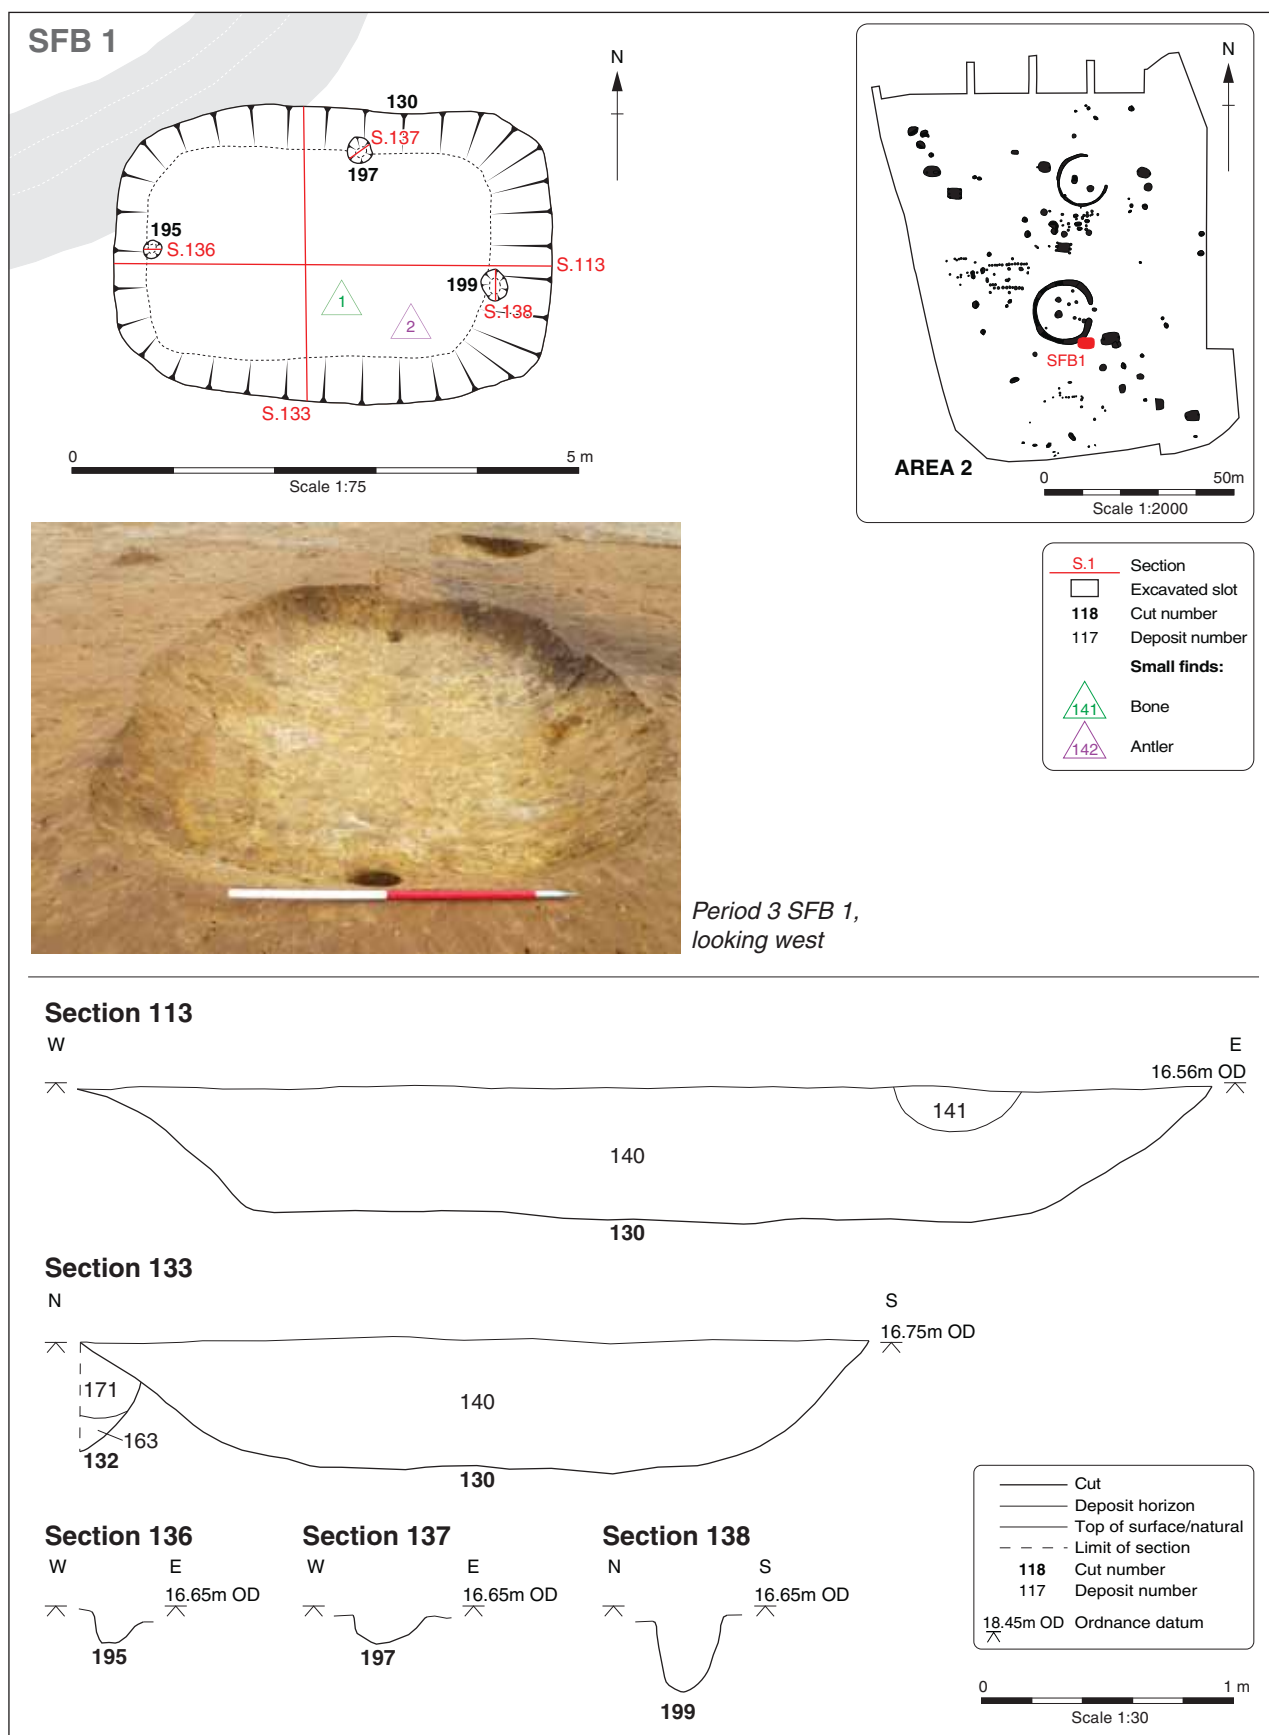 SFB 1
N
130
S.137
197
195
S.136
S.113
199
1
S.138
2
S.133
0 5 m
Scale 1:75
N
SFB1
AREA 2
0 50m
Scale 1:2000
S.1 Section
Excavated slot
118 Cut number
117 Deposit number
Small finds:
141 Bone
142 Antler
Period 3 SFB 1,
looking west
Section 113
W E
16.56m OD
141
140
130
Section 133
N S
16.75m OD
171
140
163
132
130
Section 136
W E
16.65m OD
195
Section 137
W E
16.65m OD
197
Section 138
N S
16.65m OD
199
Cut
Deposit horizon
Top of surface/natural
Limit of section
118 Cut number
117 Deposit number
18.45m OD Ordnance datum
0 1 m
Scale 1:30